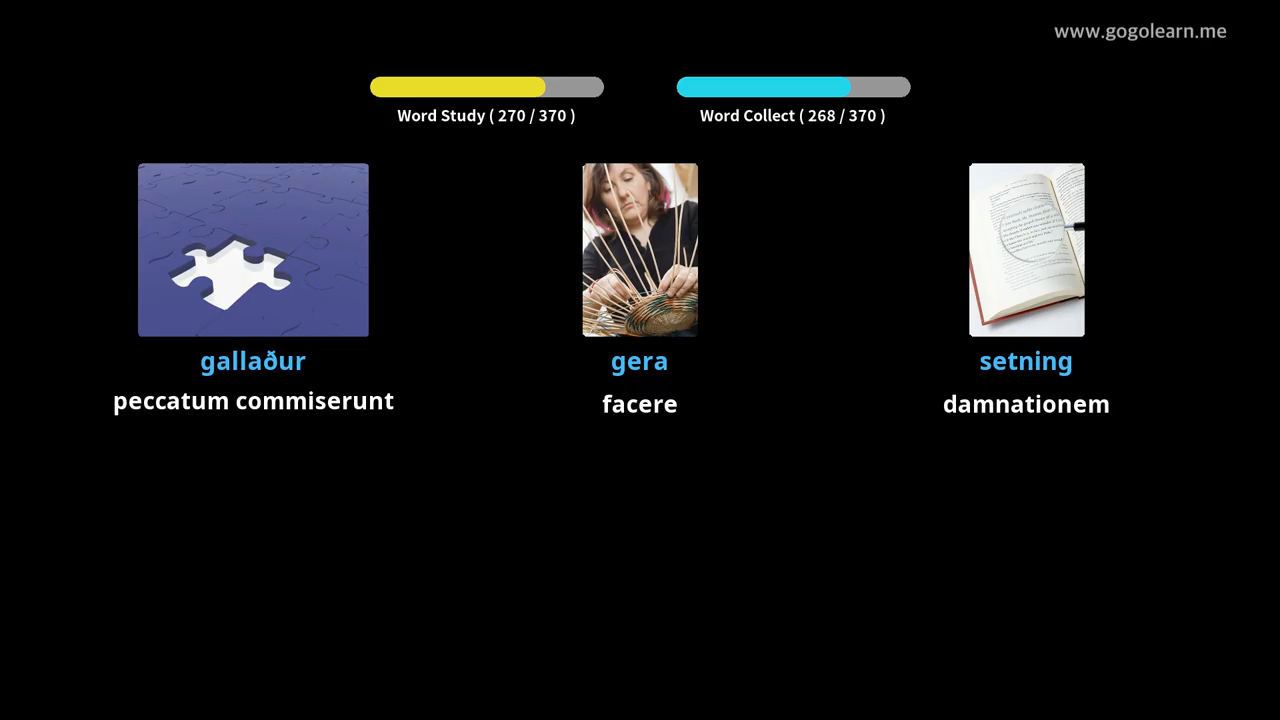 www.gogolearn.me
Word Study ( 270 / 370 )
Word Collect ( 268 / 370 )
gallaður
gera
setning
peccatum commiserunt
facere
damnationem